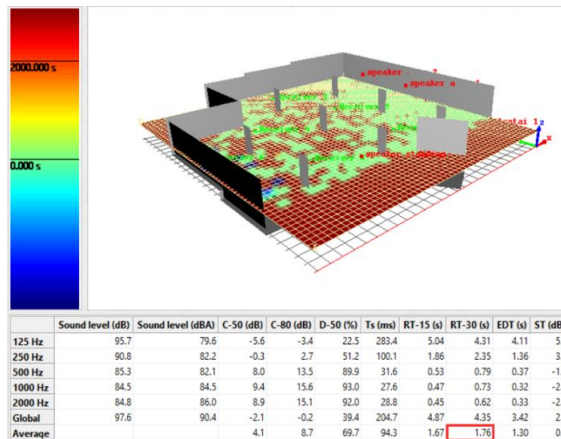 2000.000 s
0.000 s
speaker
speaker a
x
z
Sound level (dB) Sound level (dBA) C-50 (dB) C-80 (dB) D-50 (%) Ts (ms) RT-15 (s) RT-30 (s) EDT (s) ST (dB
125 Hz 95.7 79.6 -5.6 -3.4 22.5 283.4 5.04 4.31 4.11 5.
250 Hz 90.8 82.2 -0.3 2.7 51.2 100.1 1.86 2.35 1.36 3.
500 Hz 85.3 82.1 8.0 13.5 89.9 31.6 0.53 0.79 0.37 -1.
1000 Hz 84.5 84.5 9.4 15.6 93.0 27.6 0.47 0.73 0.32 -2.
2000 Hz 84.8 86.0 8.9 15.1 92.0 28.8 0.45 0.62 0.33 -2.
Global 97.6 90.4 -2.1 -0.2 39.4 204.7 4.87 4.35 3.42 2.
Average 4.1 8.7 69.7 94.3 1.67 1.76 1.30 0.